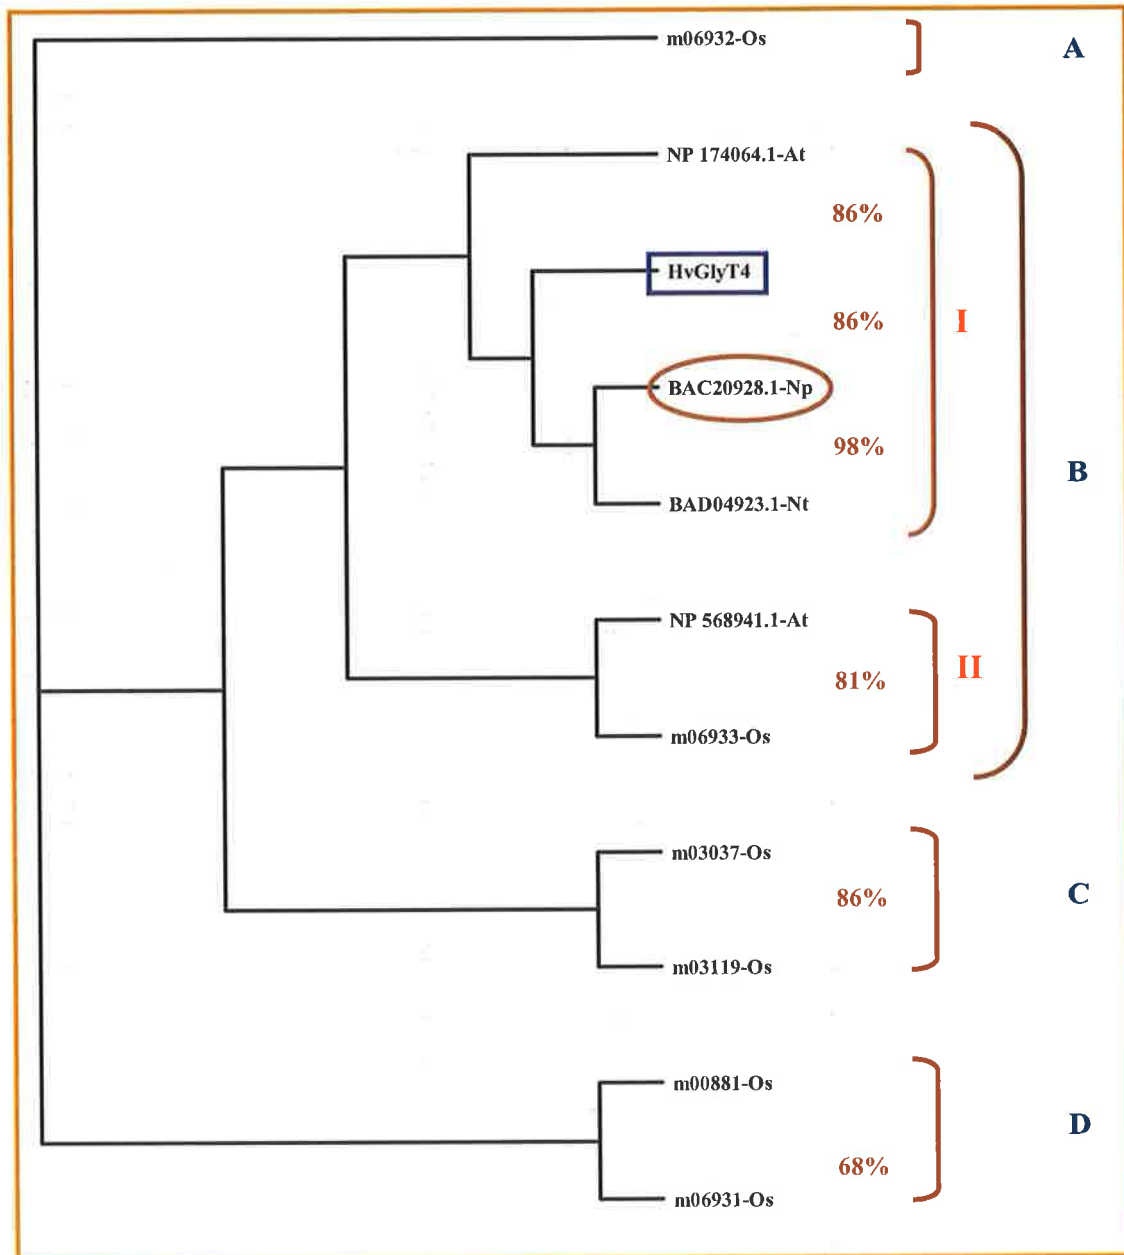 m06932-Os
A
NP 174064.1-At
86%
HvGlyT4
86%
I
BAC20928.1-Np
98%
B
BAD04923.1-Nt
NP 568941.1-At
81%
II
m06933-Os
m03037-Os
86%
C
m03119-Os
m00881-Os
D
68%
m06931-Os